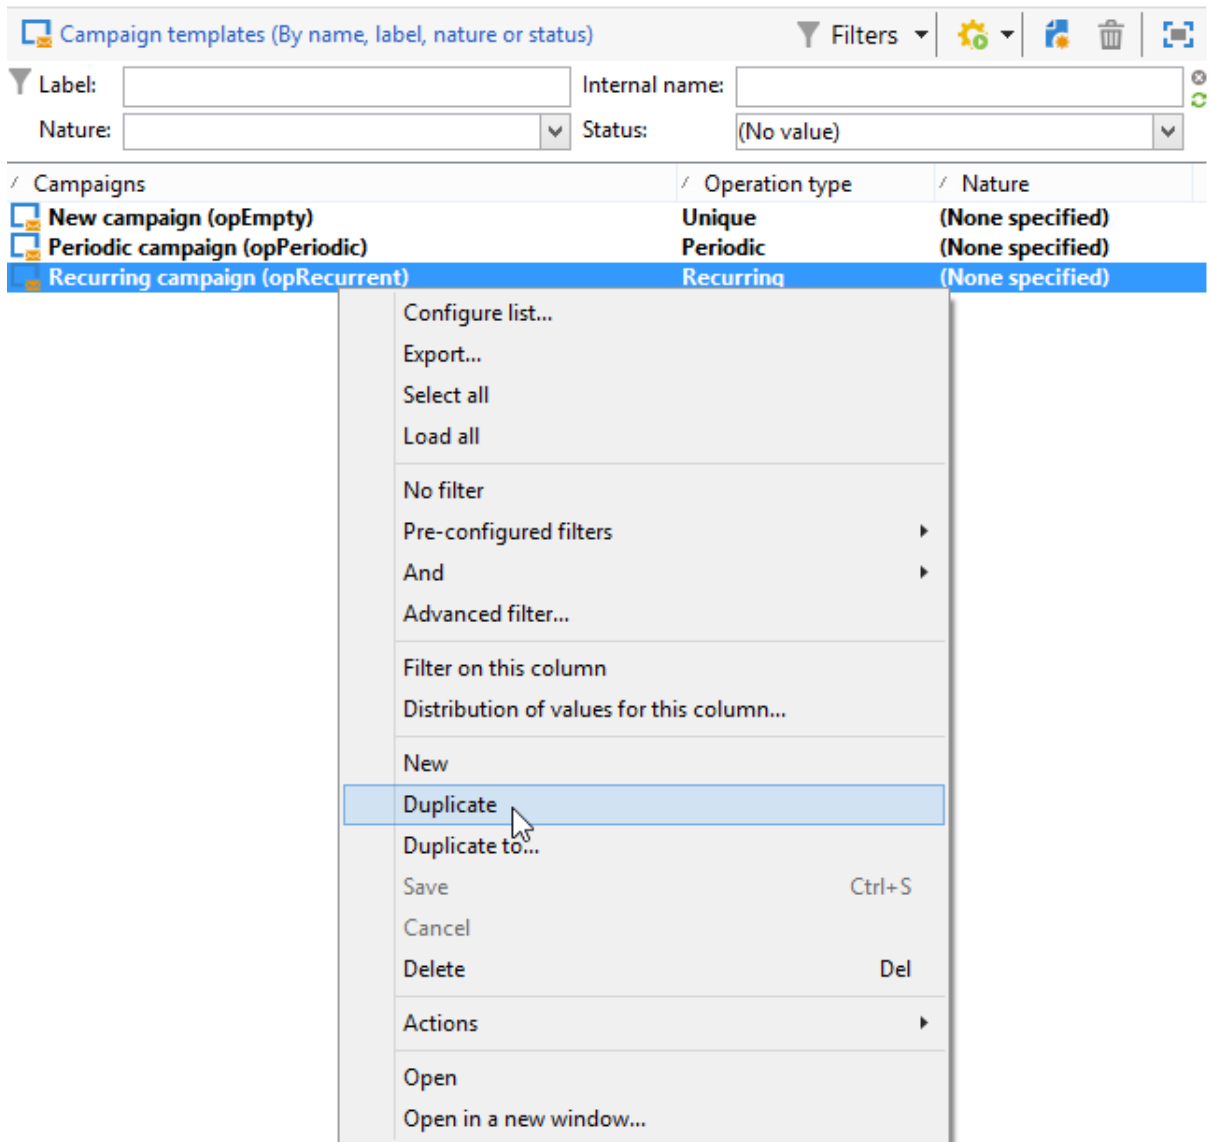 Campaign templates (By name, label, nature or status) Filters
Label: Internal name:
Nature: Status: (No value)
Campaigns Operation type Nature
New campaign (opEmpty) Unique (None specified)
Periodic campaign (opPeriodic) Periodic (None specified)
Recurring campaign (opRecurrent) Recurring (None specified)
Configure list...
Export...
Select all
Load all
No filter
Pre-configured filters
And
Advanced filter...
Filter on this column
Distribution of values for this column...
New
Duplicate
Duplicate to...
Save Ctrl+S
Cancel
Delete Del
Actions
Open
Open in a new window...